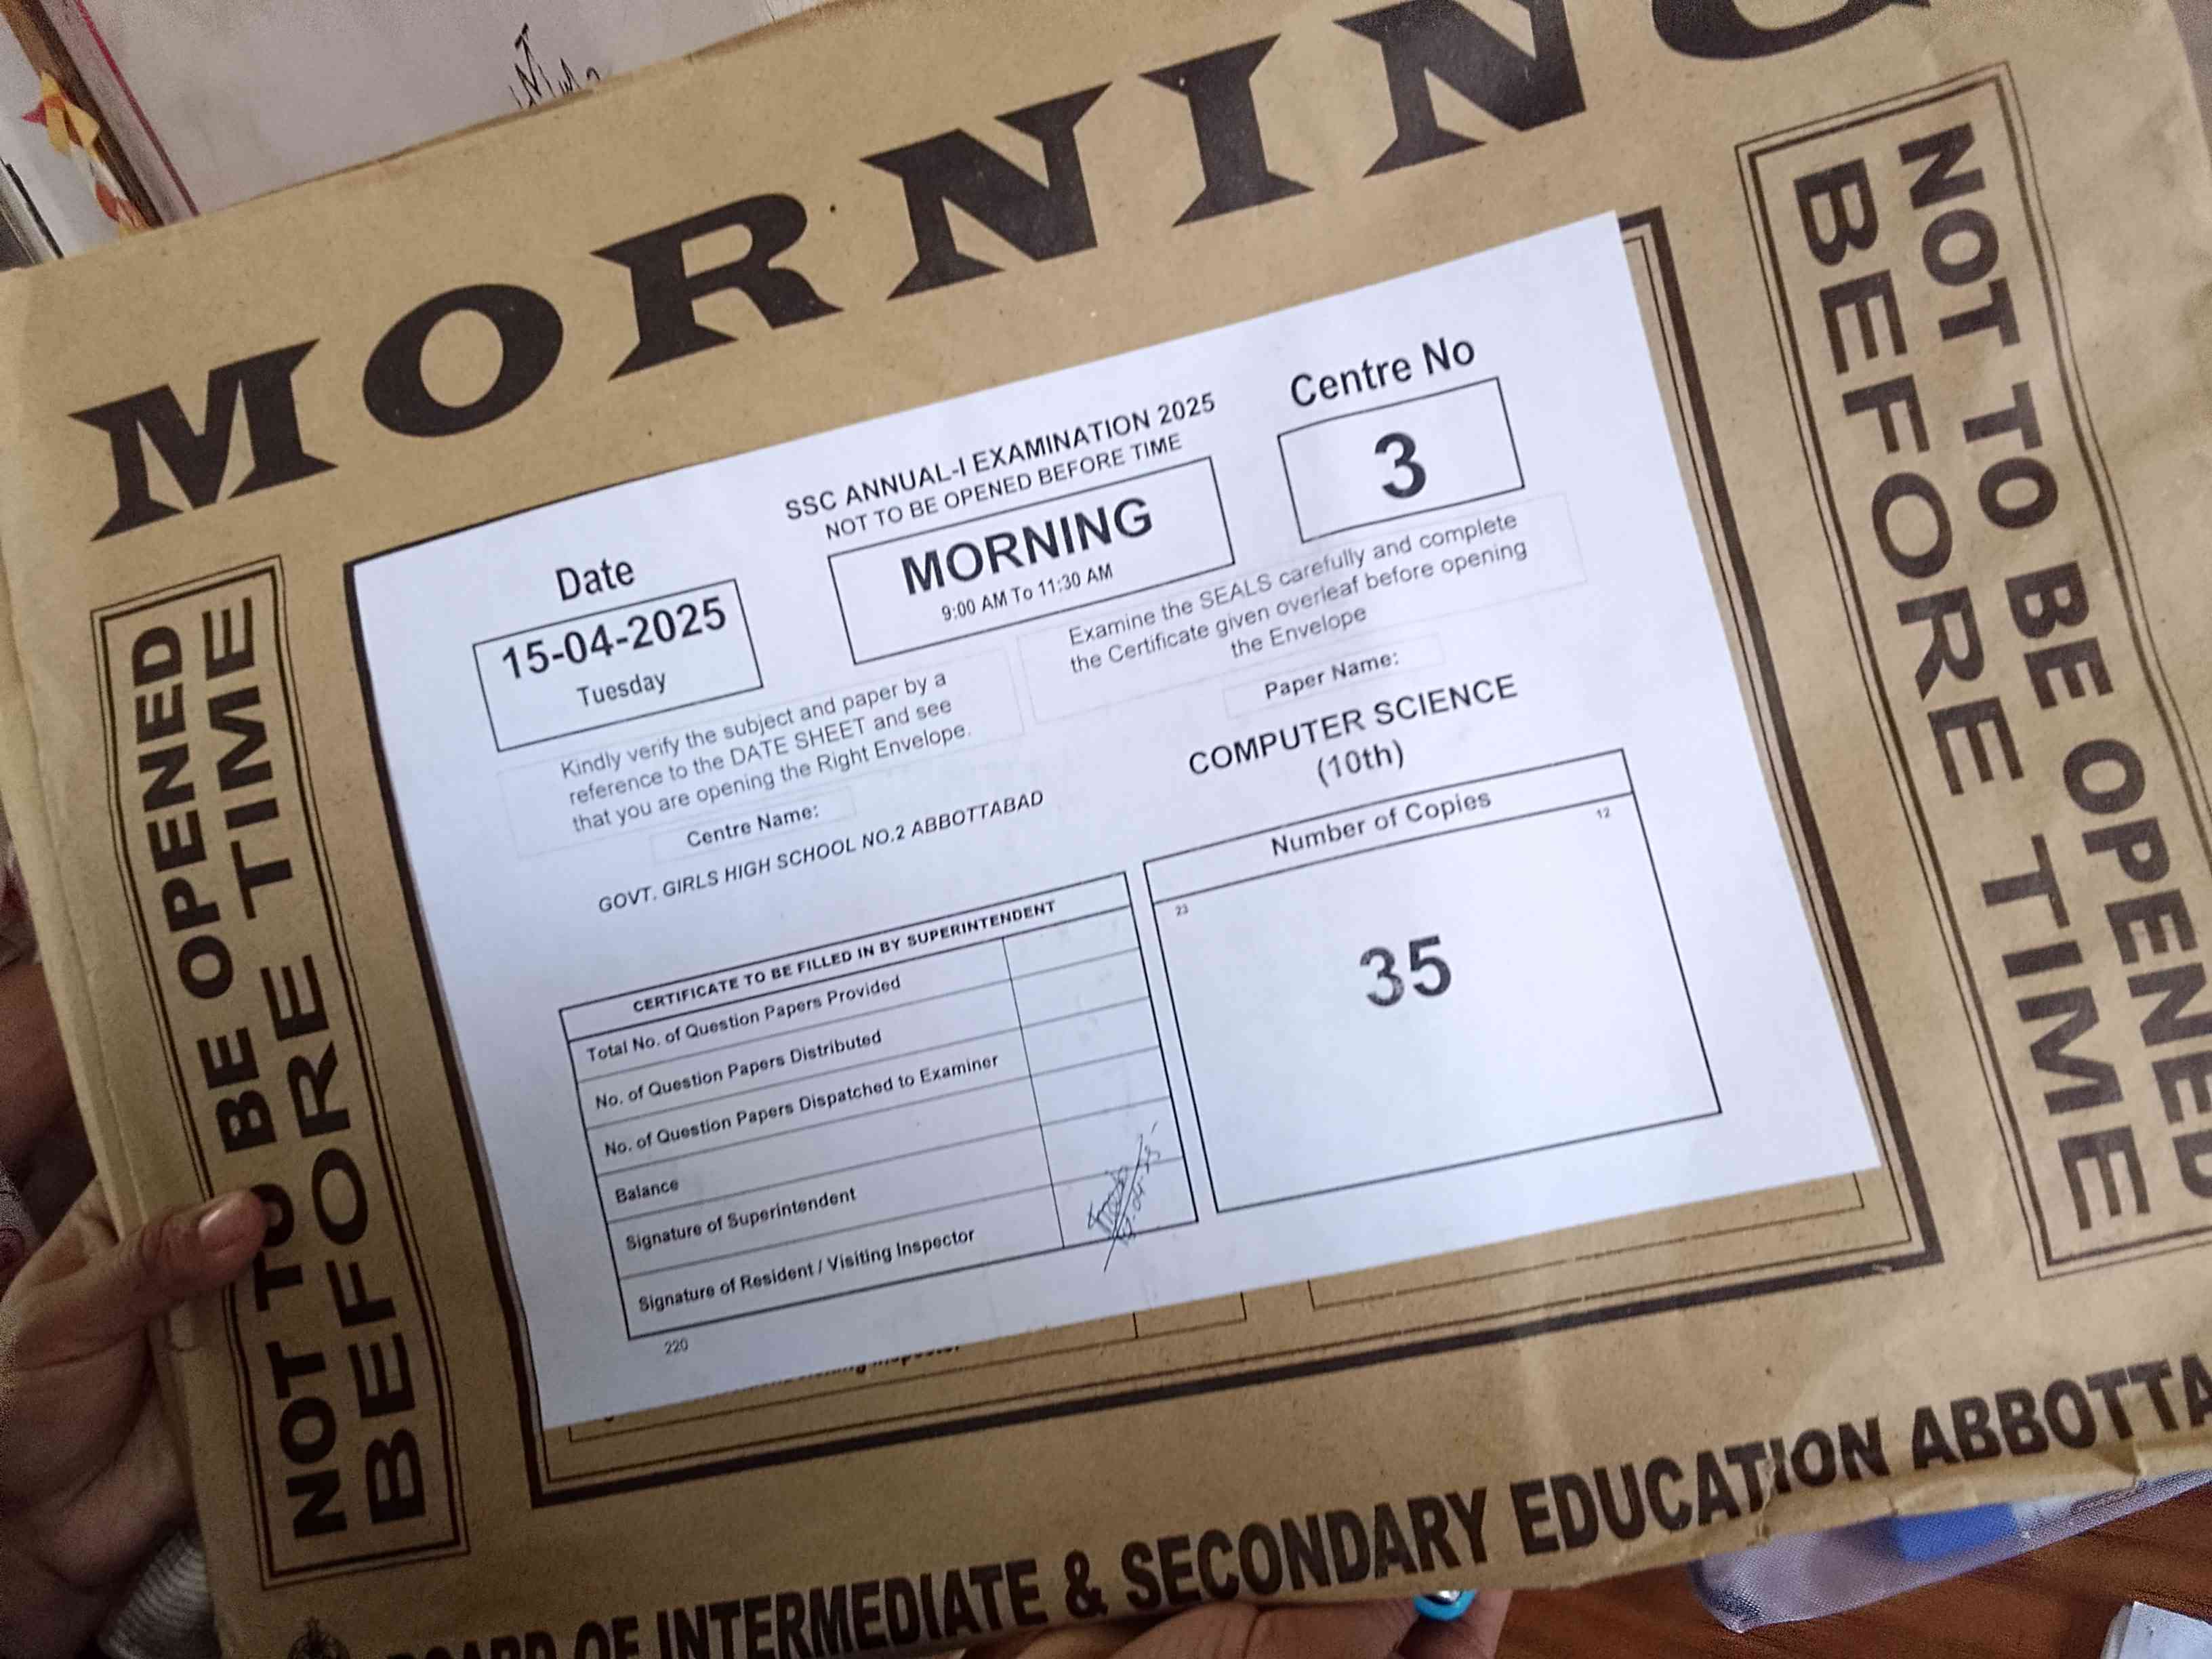 MORNING
NOT TO BE OPENED
BEFORE TIME
SSC ANNUAL-I EXAMINATION 2025
NOT TO BE OPENED BEFORE TIME
Centre No
3
MORNING
9:00 AM To 11:30 AM
Date
15-04-2025
Tuesday
Examine the SEALS carefully and complete
the Certificate given overleaf before opening
the Envelope
Kindly verify the subject and paper by a
reference to the DATE SHEET and see
that you are opening the Right Envelope.
Paper Name:
COMPUTER SCIENCE
(10th)
Centre Name:
GOVT. GIRLS HIGH SCHOOL NO.2 ABBOTTABAD
Number of Copies
12
23
35
CERTIFICATE TO BE FILLED IN BY SUPERINTENDENT
Total No. of Question Papers Provided
No. of Question Papers Distributed
No. of Question Papers Dispatched to Examiner
Balance
Signature of Superintendent
Signature of Resident / Visiting Inspector
220
NOT TO BE OPENED
BEFORE TIME
BOARD OF INTERMEDIATE & SECONDARY EDUCATION ABBOTTA